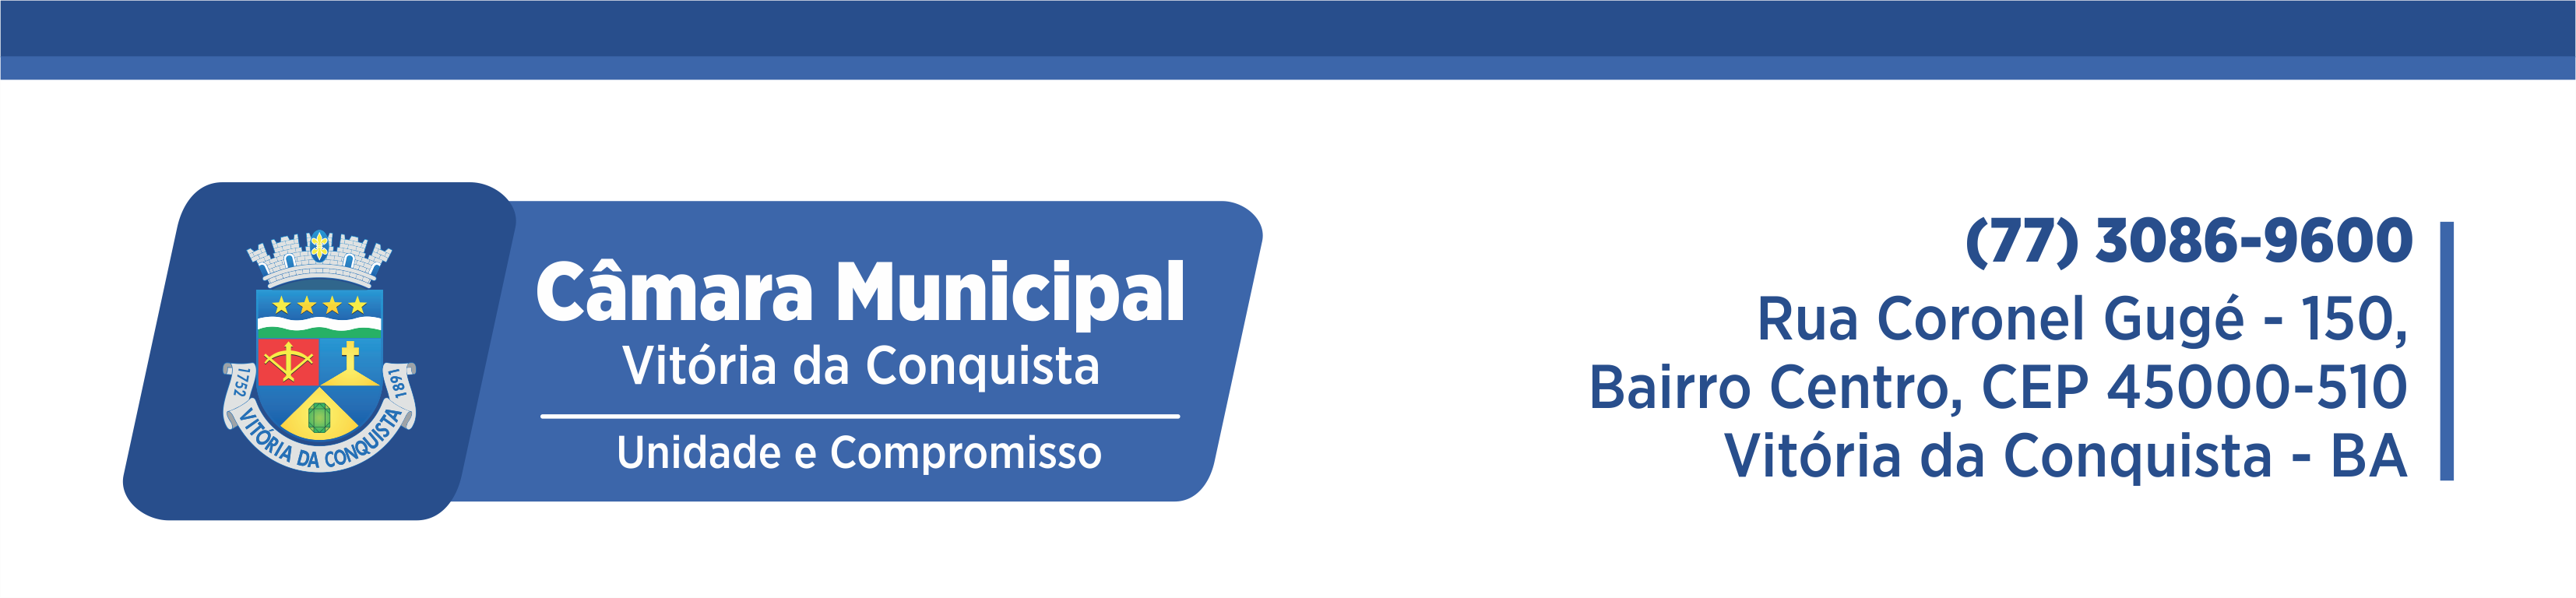 1752
1891
VITÓRIA DA CONQUISTA
Câmara Municipal
Vitória da Conquista
Unidade e Compromisso
(77) 3086-9600
Rua Coronel Gugé - 150,
Bairro Centro, CEP 45000-510
Vitória da Conquista - BA